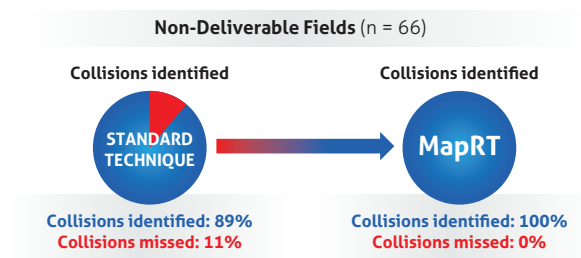 Non-Deliverable Fields (n = 66)
Collisions identified
STANDARD
TECHNIQUE
Collisions identified: 89%
Collisions missed: 11%
Collisions identified
MapRT
Collisions identified: 100%
Collisions missed: 0%